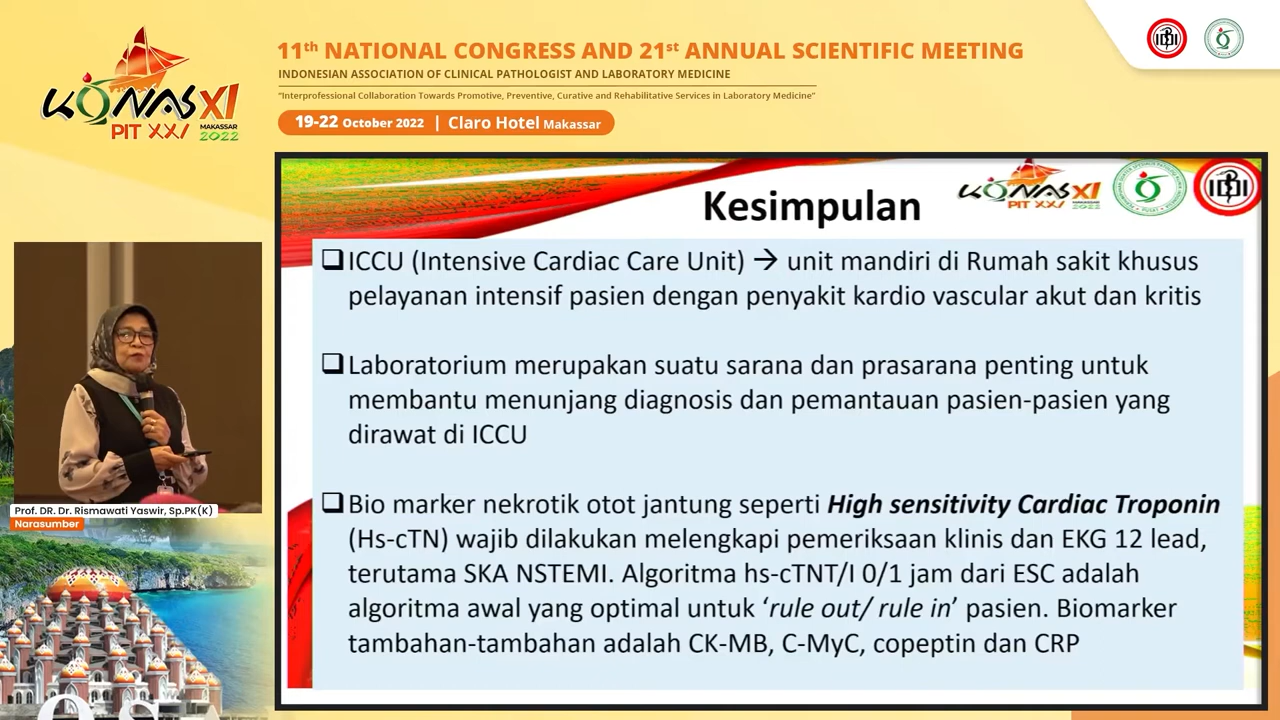 KONAS XI
PIT XXI
MAKASSAR
2022
11th NATIONAL CONGRESS AND 21st ANNUAL SCIENTIFIC MEETING
INDONESIAN ASSOCIATION OF CLINICAL PATHOLOGIST AND LABORATORY MEDICINE
"Interprofessional Collaboration Towards Promotive, Preventive, Curative and Rehabilitative Services in Laboratory Medicine"
19-22 October 2022 | Claro Hotel Makassar
Kesimpulan
KONAS XI
PIT XXI
2022
ICCU (Intensive Cardiac Care Unit) → unit mandiri di Rumah sakit khusus
pelayanan intensif pasien dengan penyakit kardio vascular akut dan kritis
Laboratorium merupakan suatu sarana dan prasarana penting untuk
membantu menunjang diagnosis dan pemantauan pasien-pasien yang
dirawat di ICCU
Bio marker nekrotik otot jantung seperti High sensitivity Cardiac Troponin
(Hs-cTN) wajib dilakukan melengkapi pemeriksaan klinis dan EKG 12 lead,
terutama SKA NSTEMI. Algoritma hs-cTNT/I 0/1 jam dari ESC adalah
algoritma awal yang optimal untuk ‘rule out/ rule in’ pasien. Biomarker
tambahan-tambahan adalah CK-MB, C-MyC, copeptin dan CRP
Prof. DR. Dr. Rismawati Yaswir, Sp.PK(K)
Narasumber